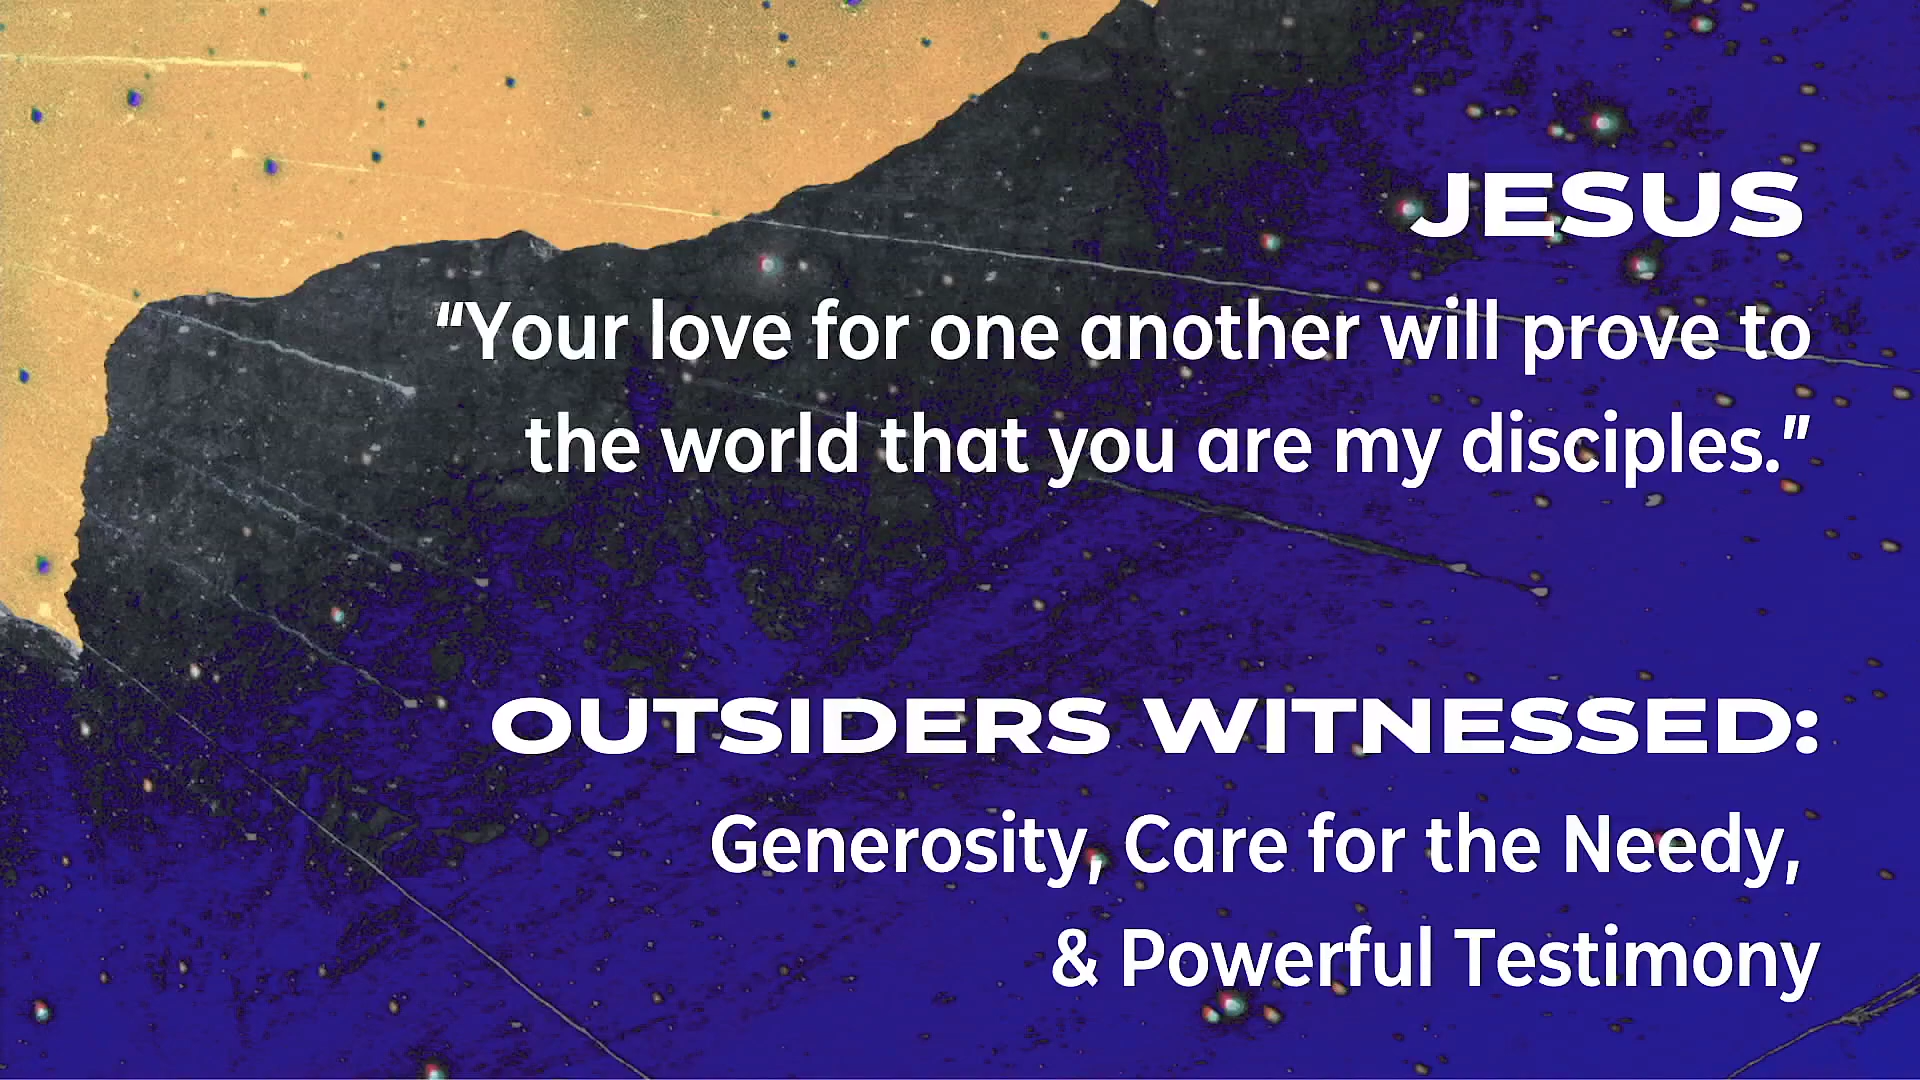 JESUS
"Your love for one another will prove to
the world that you are my disciples."
OUTSIDERS WITNESSED:
Generosity, Care for the Needy,
& Powerful Testimony